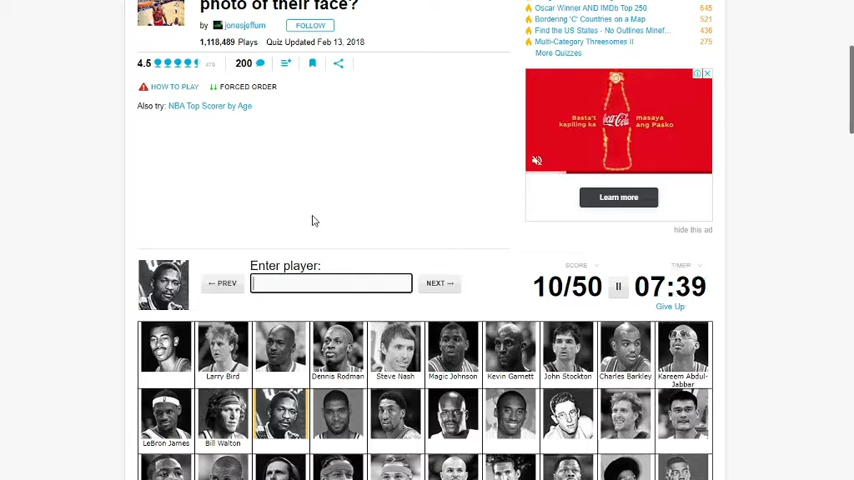 photo of their face?
by jonesjeffum FOLLOW
1,118,489 Plays Quiz Updated Feb 13, 2018
4.5 200
HOW TO PLAY FORCED ORDER
Also try: NBA Top Scorer by Age
Oscar Winner AND IMDb Top 250 645
Bordering 'C' Countries on a Map 521
Find the US States - No Outlines Minef... 436
Multi-Category Threesomes II 275
More Quizzes
Basta't kapiling ka
Coca-Cola
masaya ang Pasko
Learn more
hide this ad
← PREV
Enter player:
NEXT →
SCORE
10/50
TIMER
07:39
Give Up
Larry Bird
Dennis Rodman
Steve Nash
Magic Johnson
Kevin Garnett
John Stockton
Charles Barkley
Kareem Abdul-
Jabbar
LeBron James
Bill Walton